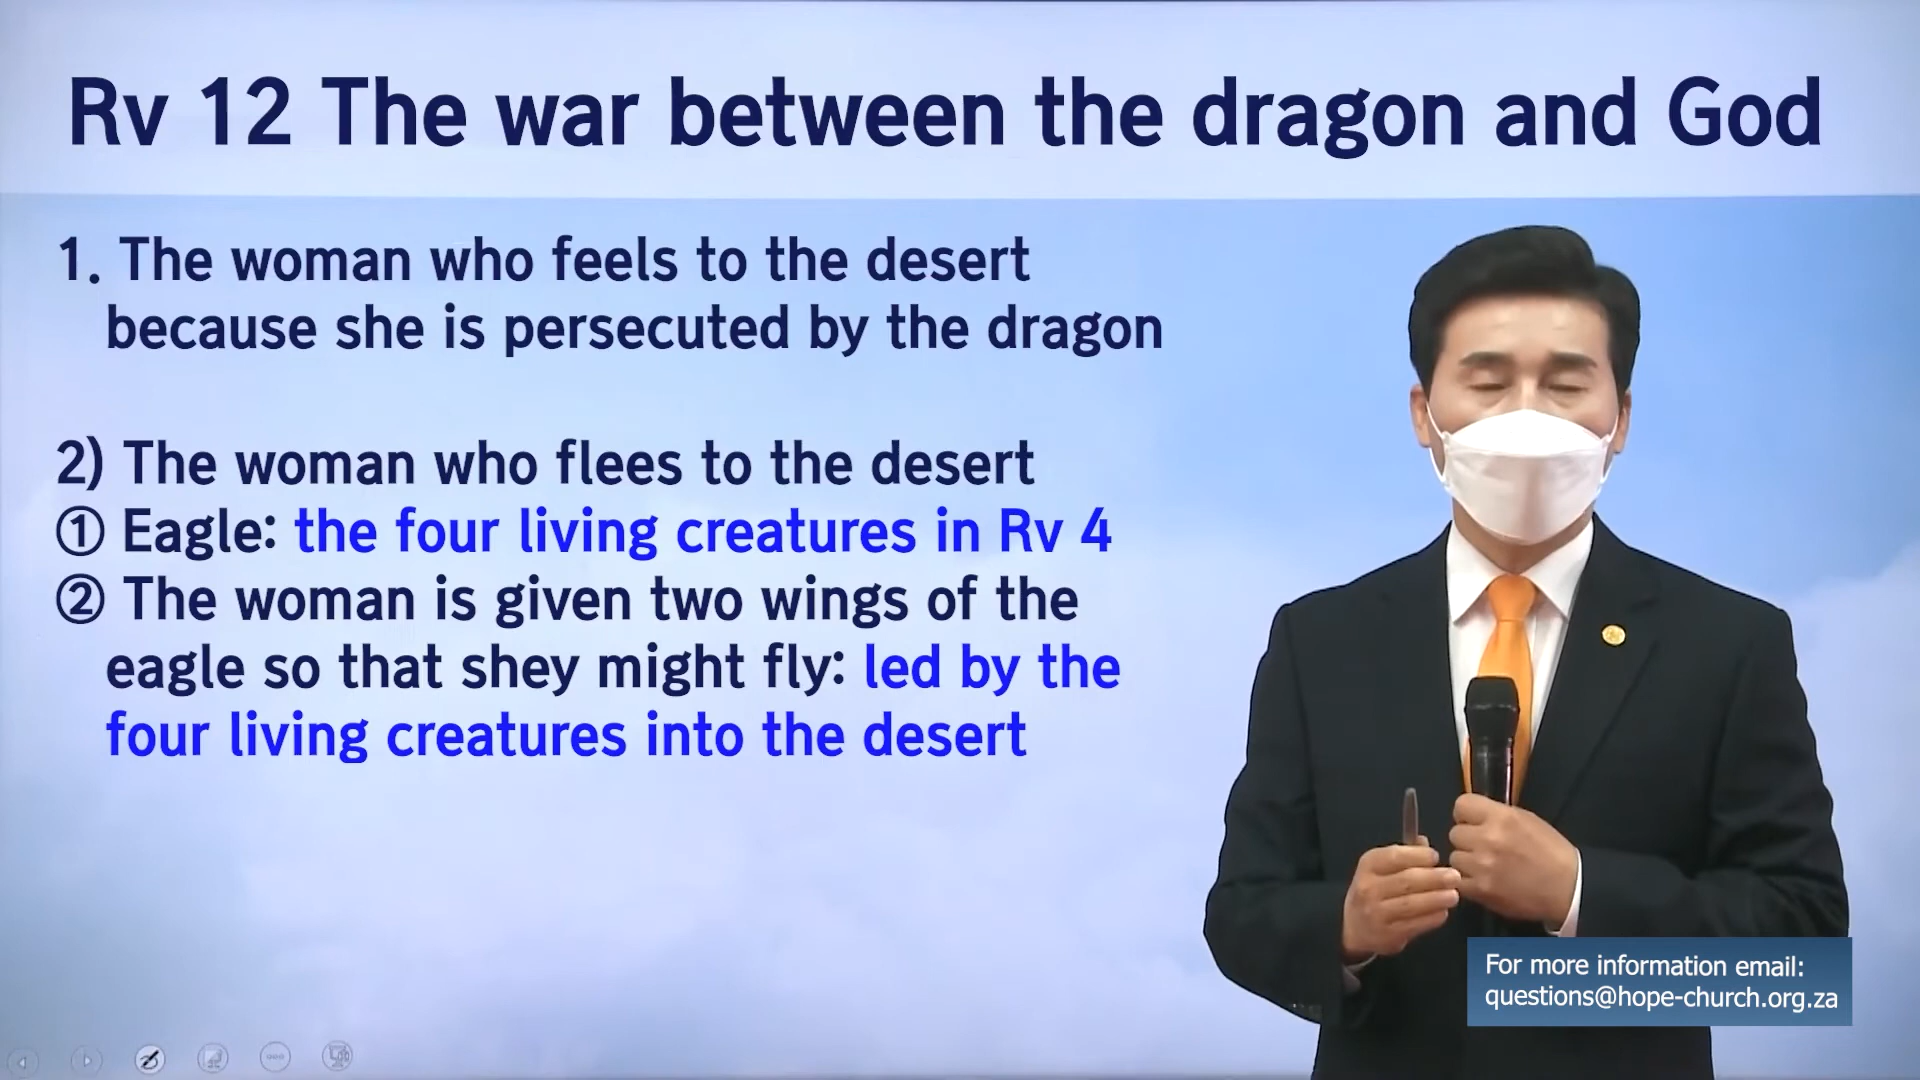 Rv 12 The war between the dragon and God
1. The woman who feels to the desert
because she is persecuted by the dragon
2) The woman who flees to the desert
① Eagle: the four living creatures in Rv 4
② The woman is given two wings of the
eagle so that shey might fly: led by the
four living creatures into the desert
For more information email:
questions@hope-church.org.za